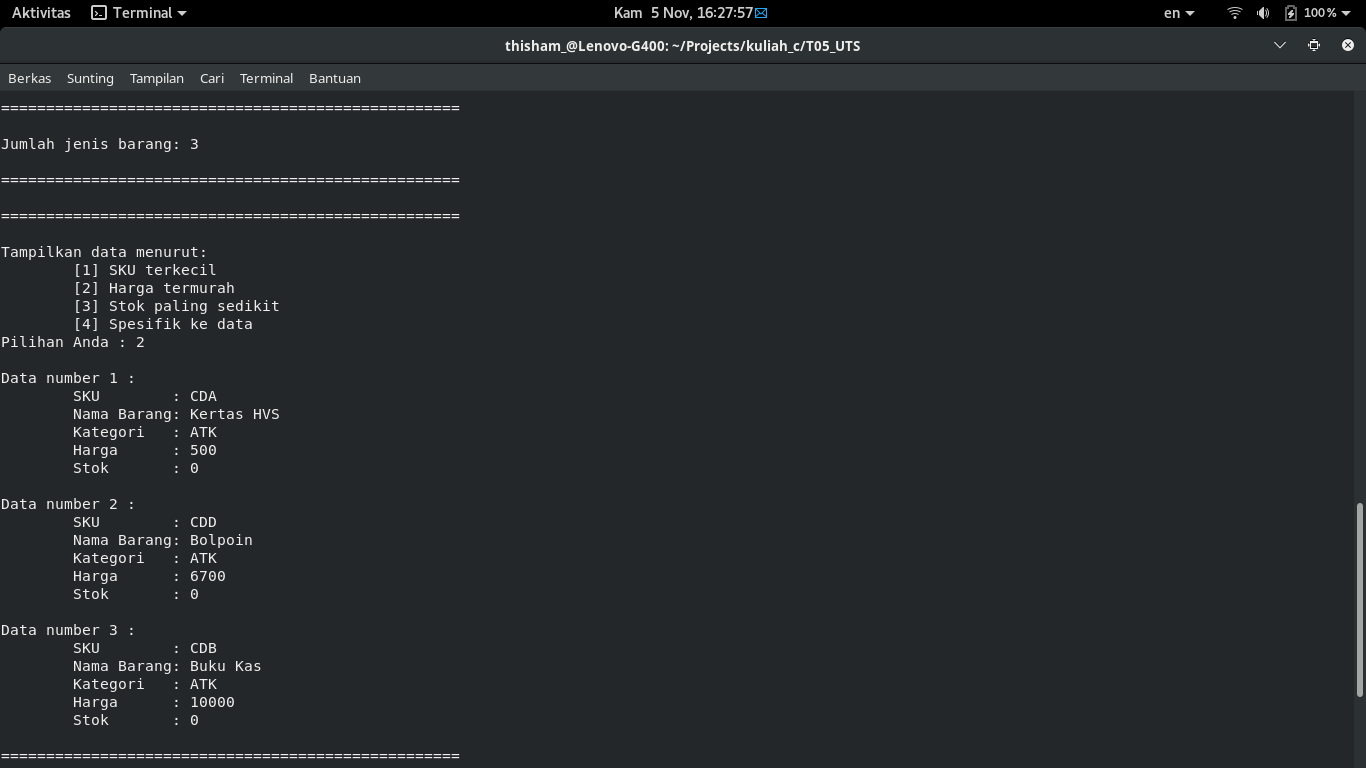 Aktivitas Terminal Kam 5 Nov, 16:27:57 en 100%
thisham_@Lenovo-G400: ~/Projects/kuliah_c/T05_UTS
Berkas Sunting Tampilan Cari Terminal Bantuan
===================================================
Jumlah jenis barang: 3
===================================================
===================================================
Tampilkan data menurut:
[1] SKU terkecil
[2] Harga termurah
[3] Stok paling sedikit
[4] Spesifik ke data
Pilihan Anda : 2
Data number 1 :
SKU : CDA
Nama Barang: Kertas HVS
Kategori : ATK
Harga : 500
Stok : 0
Data number 2 :
SKU : CDD
Nama Barang: Bolpoin
Kategori : ATK
Harga : 6700
Stok : 0
Data number 3 :
SKU : CDB
Nama Barang: Buku Kas
Kategori : ATK
Harga : 10000
Stok : 0
===================================================